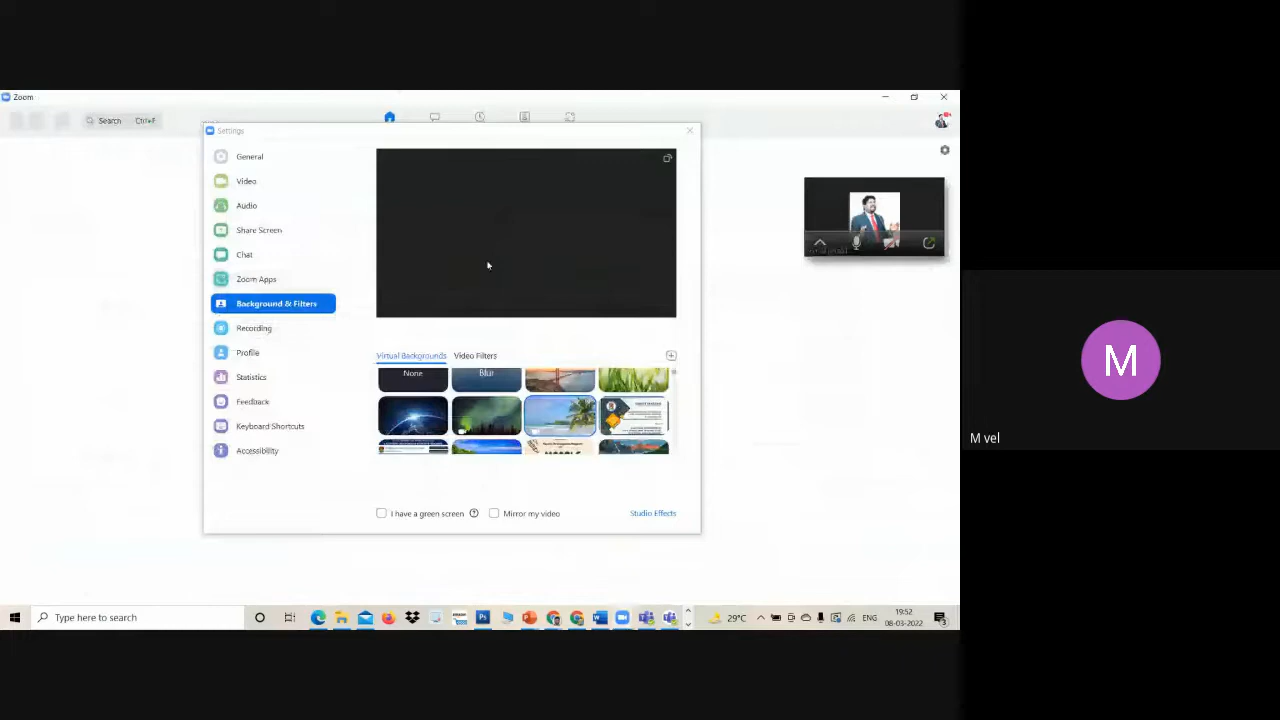 Zoom
Search Ctrl+F
Settings
General
Video
Audio
Share Screen
Chat
Zoom Apps
Background & Filters
Recording
Profile
Statistics
Feedback
Keyboard Shortcuts
Accessibility
Virtual Backgrounds Video Filters
None Blur
MOODLE
I have a green screen Mirror my video Studio Effects
M
M vel
Type here to search
29°C ENG
19:52
08-03-2022
3